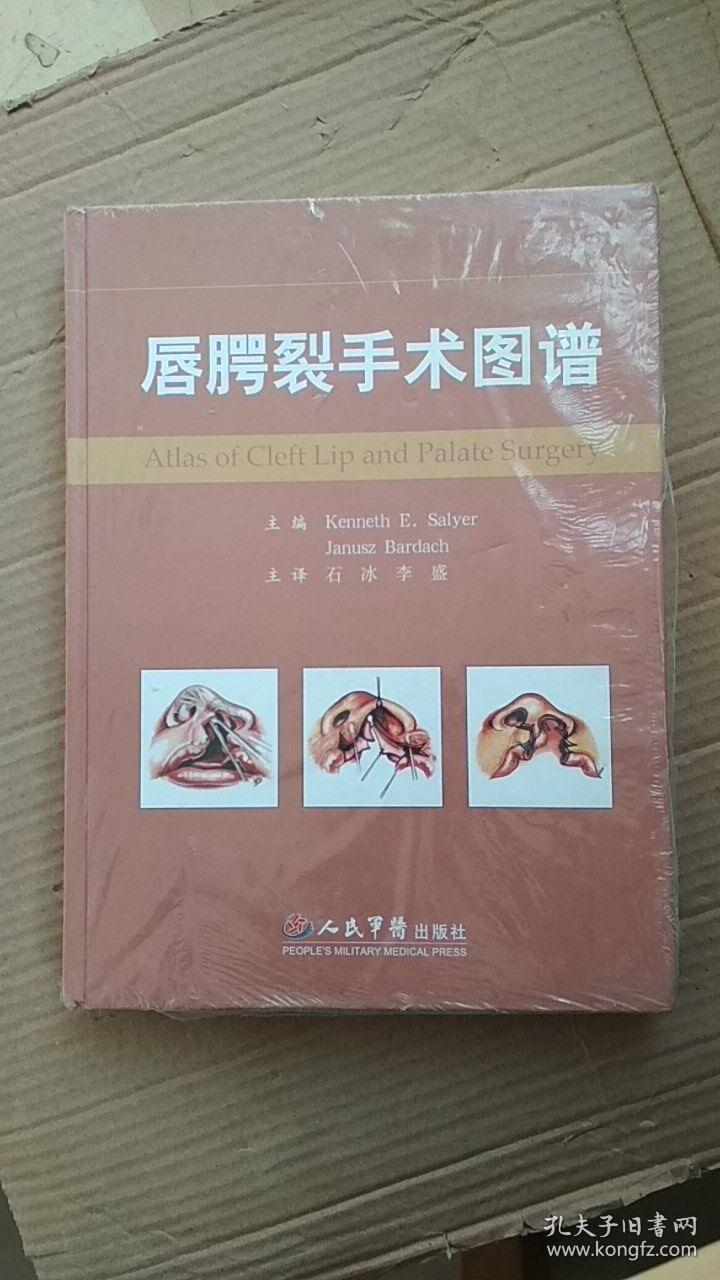 唇腭裂手术图谱
Atlas of Cleft Lip and Palate Surgery
主编 Kenneth E. Salyer
Janusz Bardach
主译 石冰 李盛
人民军医出版社
PEOPLE'S MILITARY MEDICAL PRESS
孔夫子旧書网
www.kongfz.com